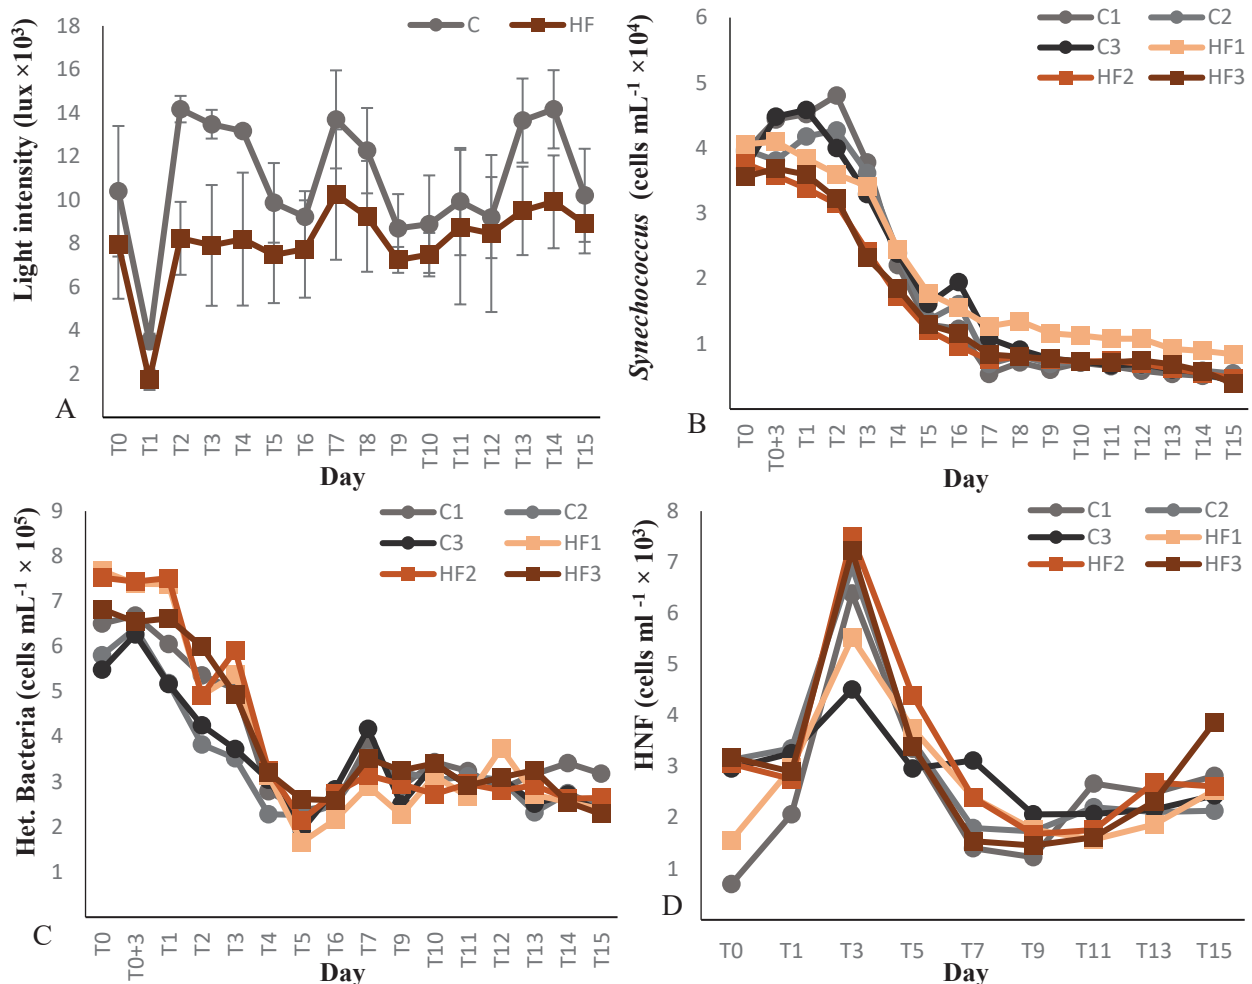 Light intensity (lux ×10³)
18
16
14
12
10
8
6
4
2
C HF
T0 T1 T2 T3 T4 T5 T6 T7 T8 T9 T10 T11 T12 T13 T14 T15
A
Day
Synechococcus (cells mL⁻¹ ×10⁴)
6
5
4
3
2
1
C1 C2
C3 HF1
HF2 HF3
T0 T0+3 T1 T2 T3 T4 T5 T6 T7 T8 T9 T10 T11 T12 T13 T14 T15
B
Day
Het. Bacteria (cells mL⁻¹ × 10⁵)
9
8
7
6
5
4
3
2
1
C1 C2
C3 HF1
HF2 HF3
T0 T0+3 T1 T2 T3 T4 T5 T6 T7 T9 T10 T11 T12 T13 T14 T15
C
Day
HNF (cells ml ⁻¹ × 10³)
8
7
6
5
4
3
2
1
C1 C2
C3 HF1
HF2 HF3
D
T0 T1 T3 T5 T7 T9 T11 T13 T15
Day